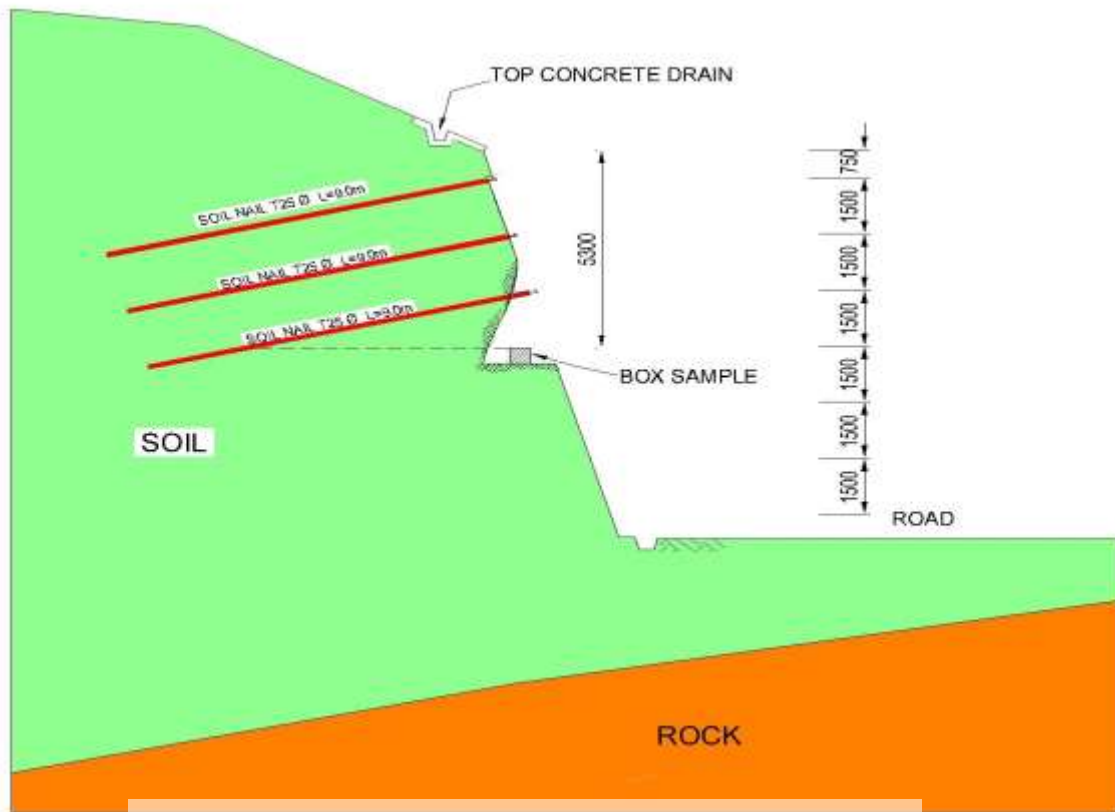 TOP CONCRETE DRAIN
750
SOIL NAIL T25 Ø L=9.0m
1500
SOIL NAIL T25 Ø L=9.0m
1500
5300
SOIL NAIL T25 Ø L=9.0m
1500
BOX SAMPLE
1500
SOIL
1500
1500
ROAD
ROCK